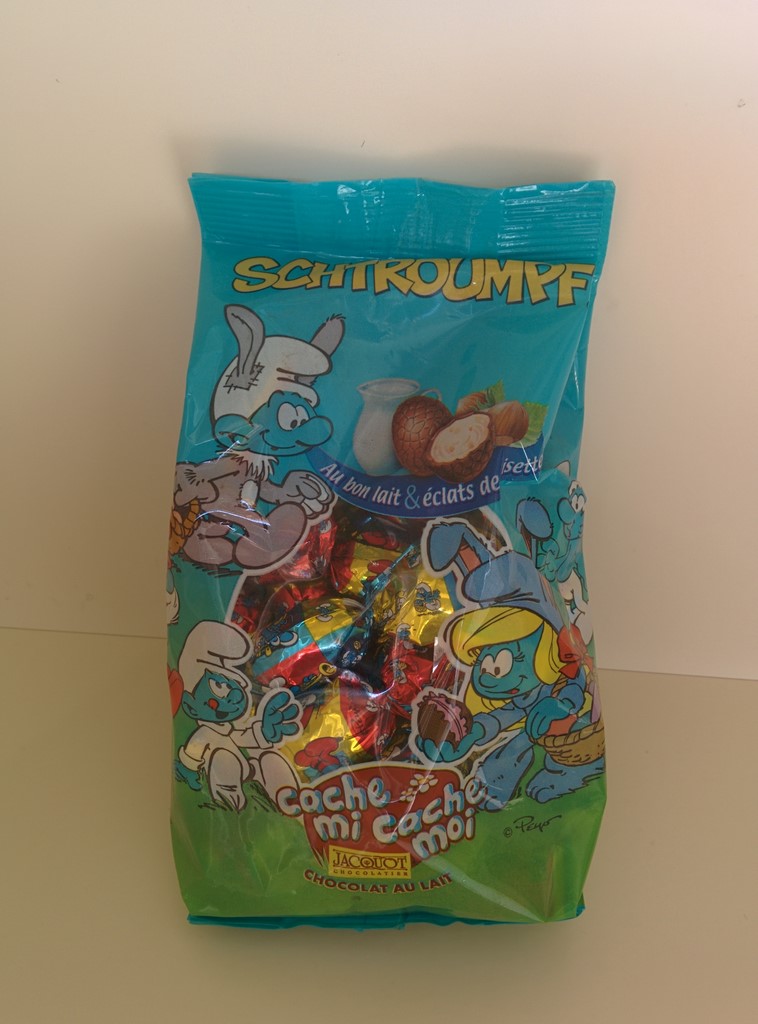 SCHTROUMPF
Au bon lait & éclats de
cache
mi cache
moi
© Peyo
JACQUOT
CHOCOLATIER
CHOCOLAT AU LAIT